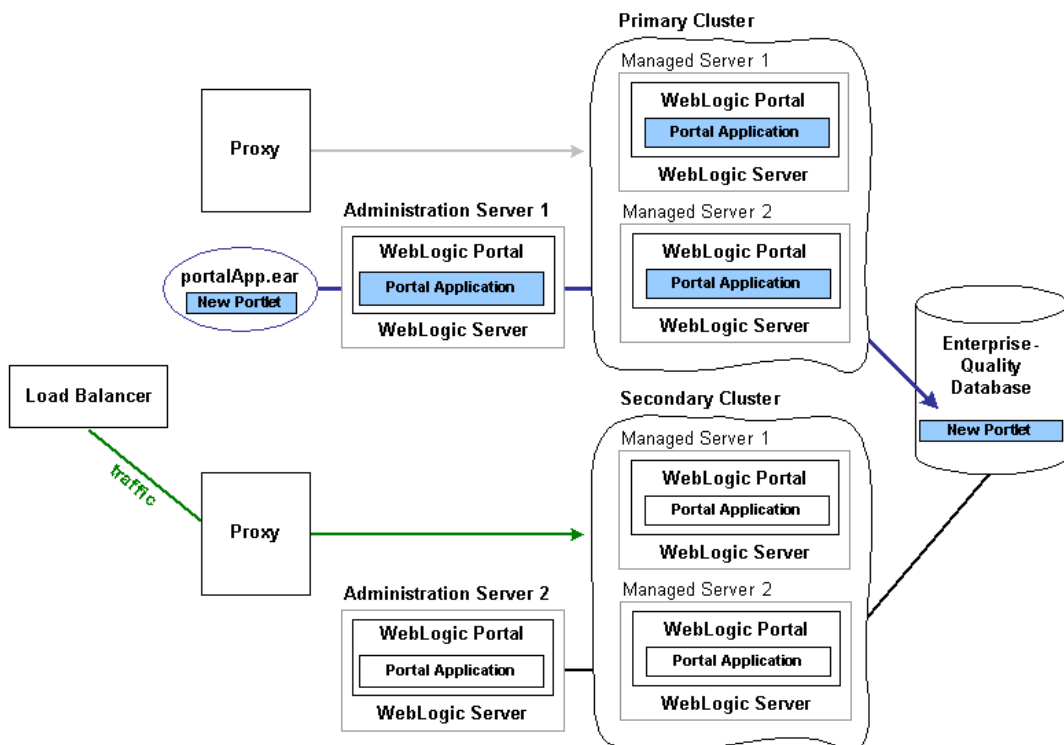 Primary Cluster
Managed Server 1
WebLogic Portal
Portal Application
WebLogic Server
Proxy
Managed Server 2
WebLogic Portal
Portal Application
WebLogic Server
Administration Server 1
WebLogic Portal
Portal Application
WebLogic Server
portalApp.ear
New Portlet
Enterprise-
Quality
Database
New Portlet
Load Balancer
traffic
Secondary Cluster
Managed Server 1
WebLogic Portal
Portal Application
WebLogic Server
Proxy
Managed Server 2
WebLogic Portal
Portal Application
WebLogic Server
Administration Server 2
WebLogic Portal
Portal Application
WebLogic Server